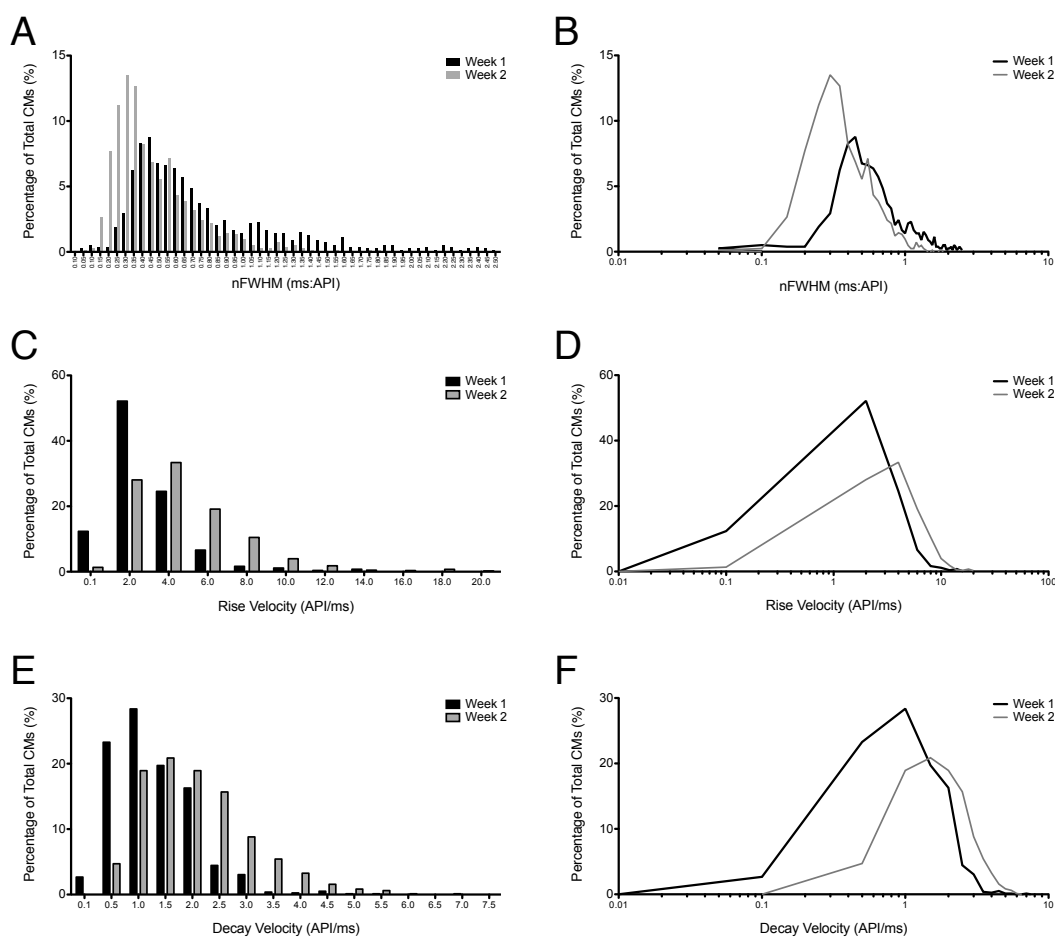 A
Percentage of Total CMs (%)
15
10
5
0
Week 1
Week 2
nFWHM (ms:API)
B
Percentage of Total CMs (%)
15
10
5
0
Week 1
Week 2
0.01
0.1
1
10
nFWHM (ms:API)
C
Percentage of Total CMs (%)
60
40
20
0
Week 1
Week 2
0.1 2.0 4.0 6.0 8.0 10.0 12.0 14.0 16.0 18.0 20.0
Rise Velocity (API/ms)
D
Percentage of Total CMs (%)
60
40
20
0
Week 1
Week 2
0.01 0.1 1 10 100
Rise Velocity (API/ms)
E
Percentage of Total CMs (%)
30
20
10
0
Week 1
Week 2
0.1 0.5 1.0 1.5 2.0 2.5 3.0 3.5 4.0 4.5 5.0 5.5 6.0 6.5 7.0 7.5
Decay Velocity (API/ms)
F
Percentage of Total CMs (%)
30
20
10
0
Week 1
Week 2
0.01 0.1 1 10
Decay Velocity (API/ms)